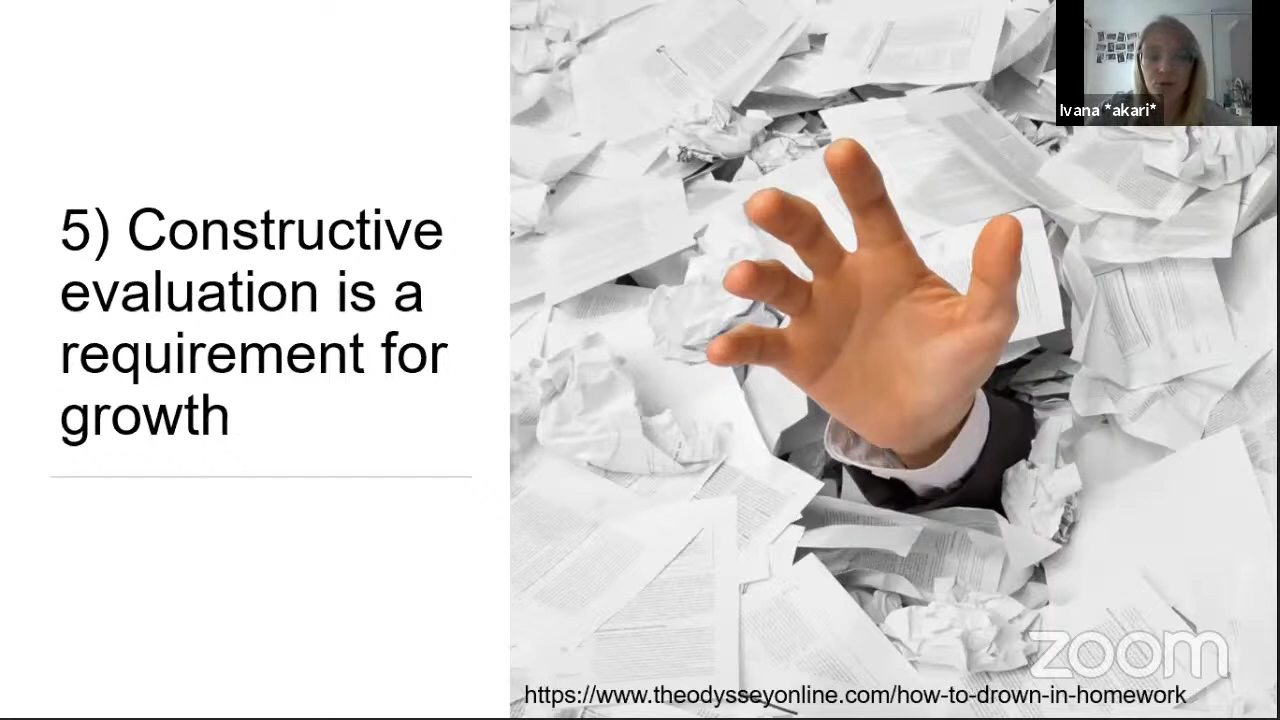 5) Constructive
evaluation is a
requirement for
growth
Ivana *akari*
zoom
https://www.theodysseyonline.com/how-to-drown-in-homework